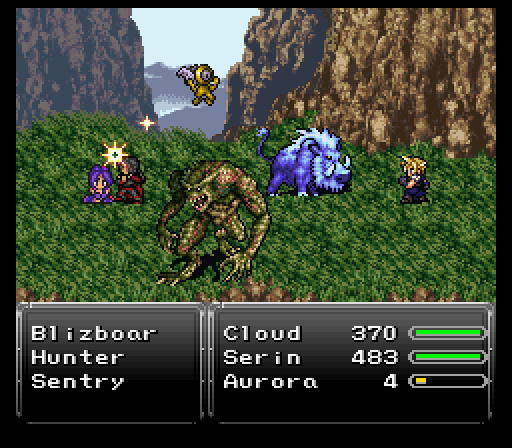 Blizboar
Hunter
Sentry
Cloud 370
Serin 483
Aurora 4